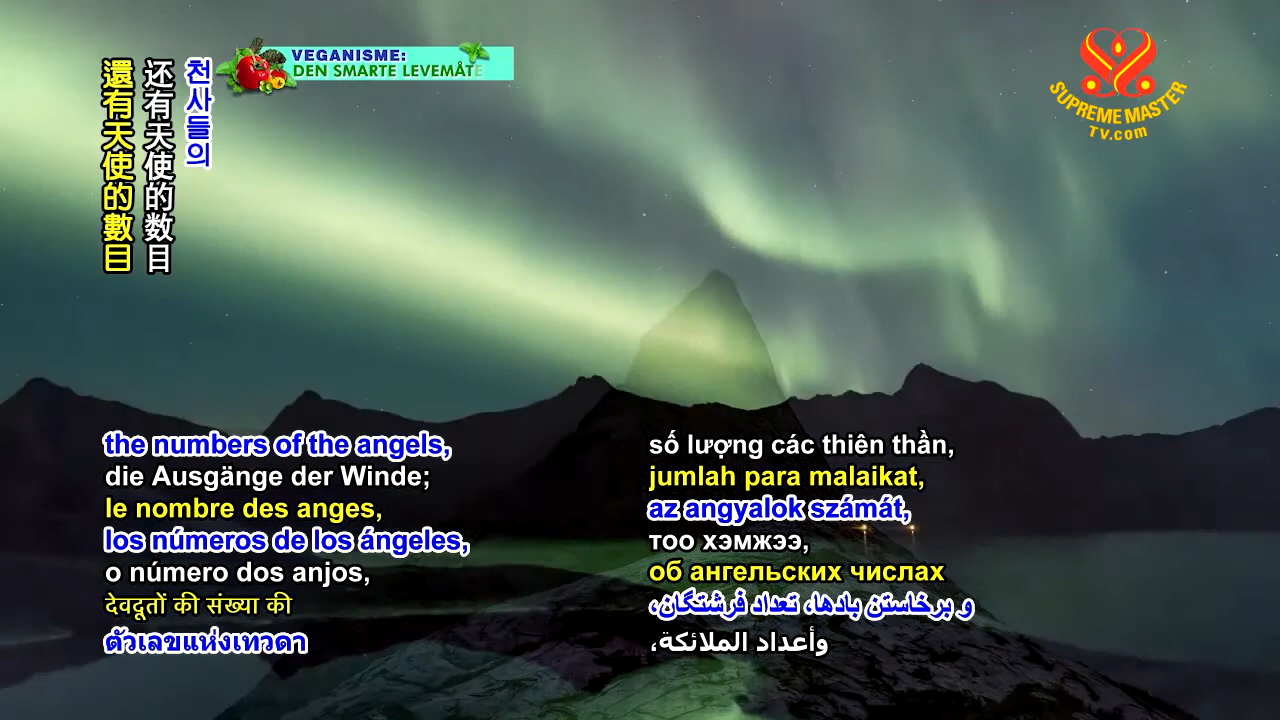 천사들의
还有天使的数目
還有天使的數目
VEGANISME:
DEN SMARTE LEVEMÅTE
SUPREME MASTER
TV.com
the numbers of the angels,
die Ausgänge der Winde;
le nombre des anges,
los números de los ángeles,
o número dos anjos,
देवदूतों की संख्या की
ตัวเลขแห่งเทวดา
số lượng các thiên thần,
jumlah para malaikat,
az angyalok számát,
тоо хэмжээ,
об ангельских числах
و برخاستن بادها، تعداد فرشتگان،
وأعداد الملائكة،